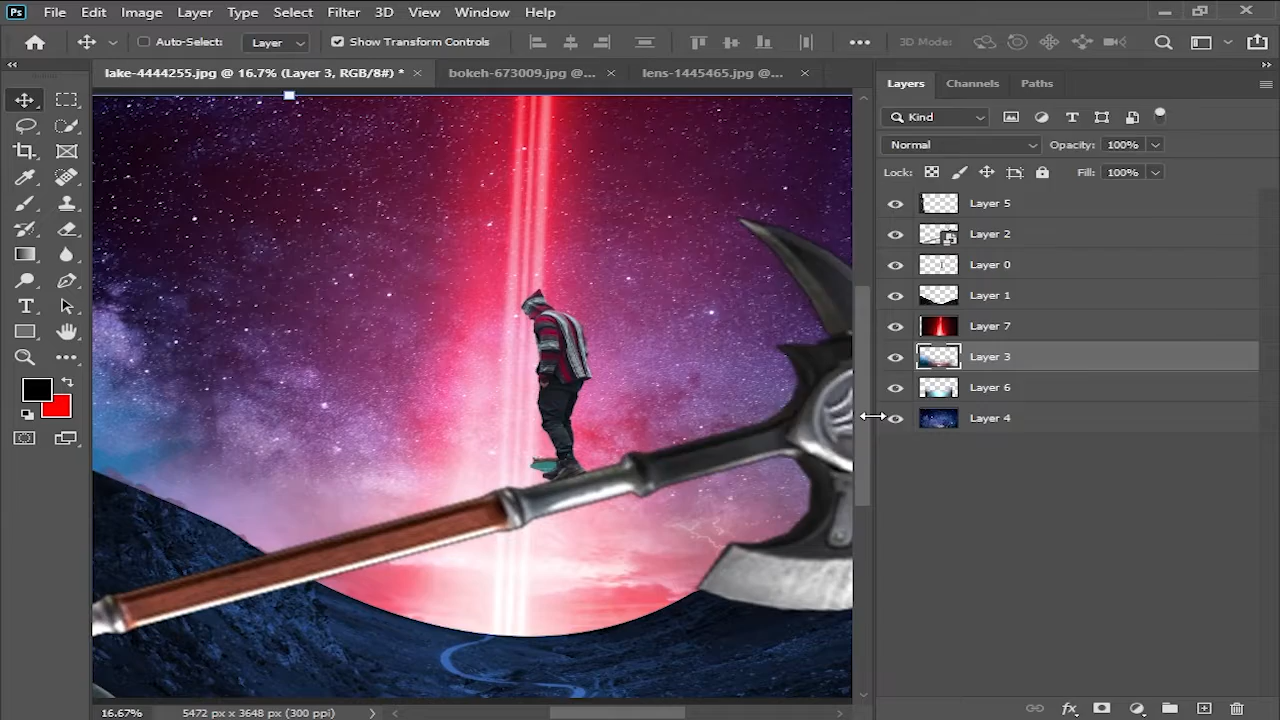 Ps File Edit Image Layer Type Select Filter 3D View Window Help
Auto-Select: Layer Show Transform Controls 3D Mode:
lake-4444255.jpg @ 16.7% (Layer 3, RGB/8#) * bokeh-673009.jpg @... lens-1445465.jpg @...
Layers Channels Paths
Kind
Normal Opacity: 100%
Lock: Fill: 100%
Layer 5
Layer 2
Layer 0
Layer 1
Layer 7
Layer 3
Layer 6
Layer 4
16.67% 5472 px x 3648 px (300 ppi)